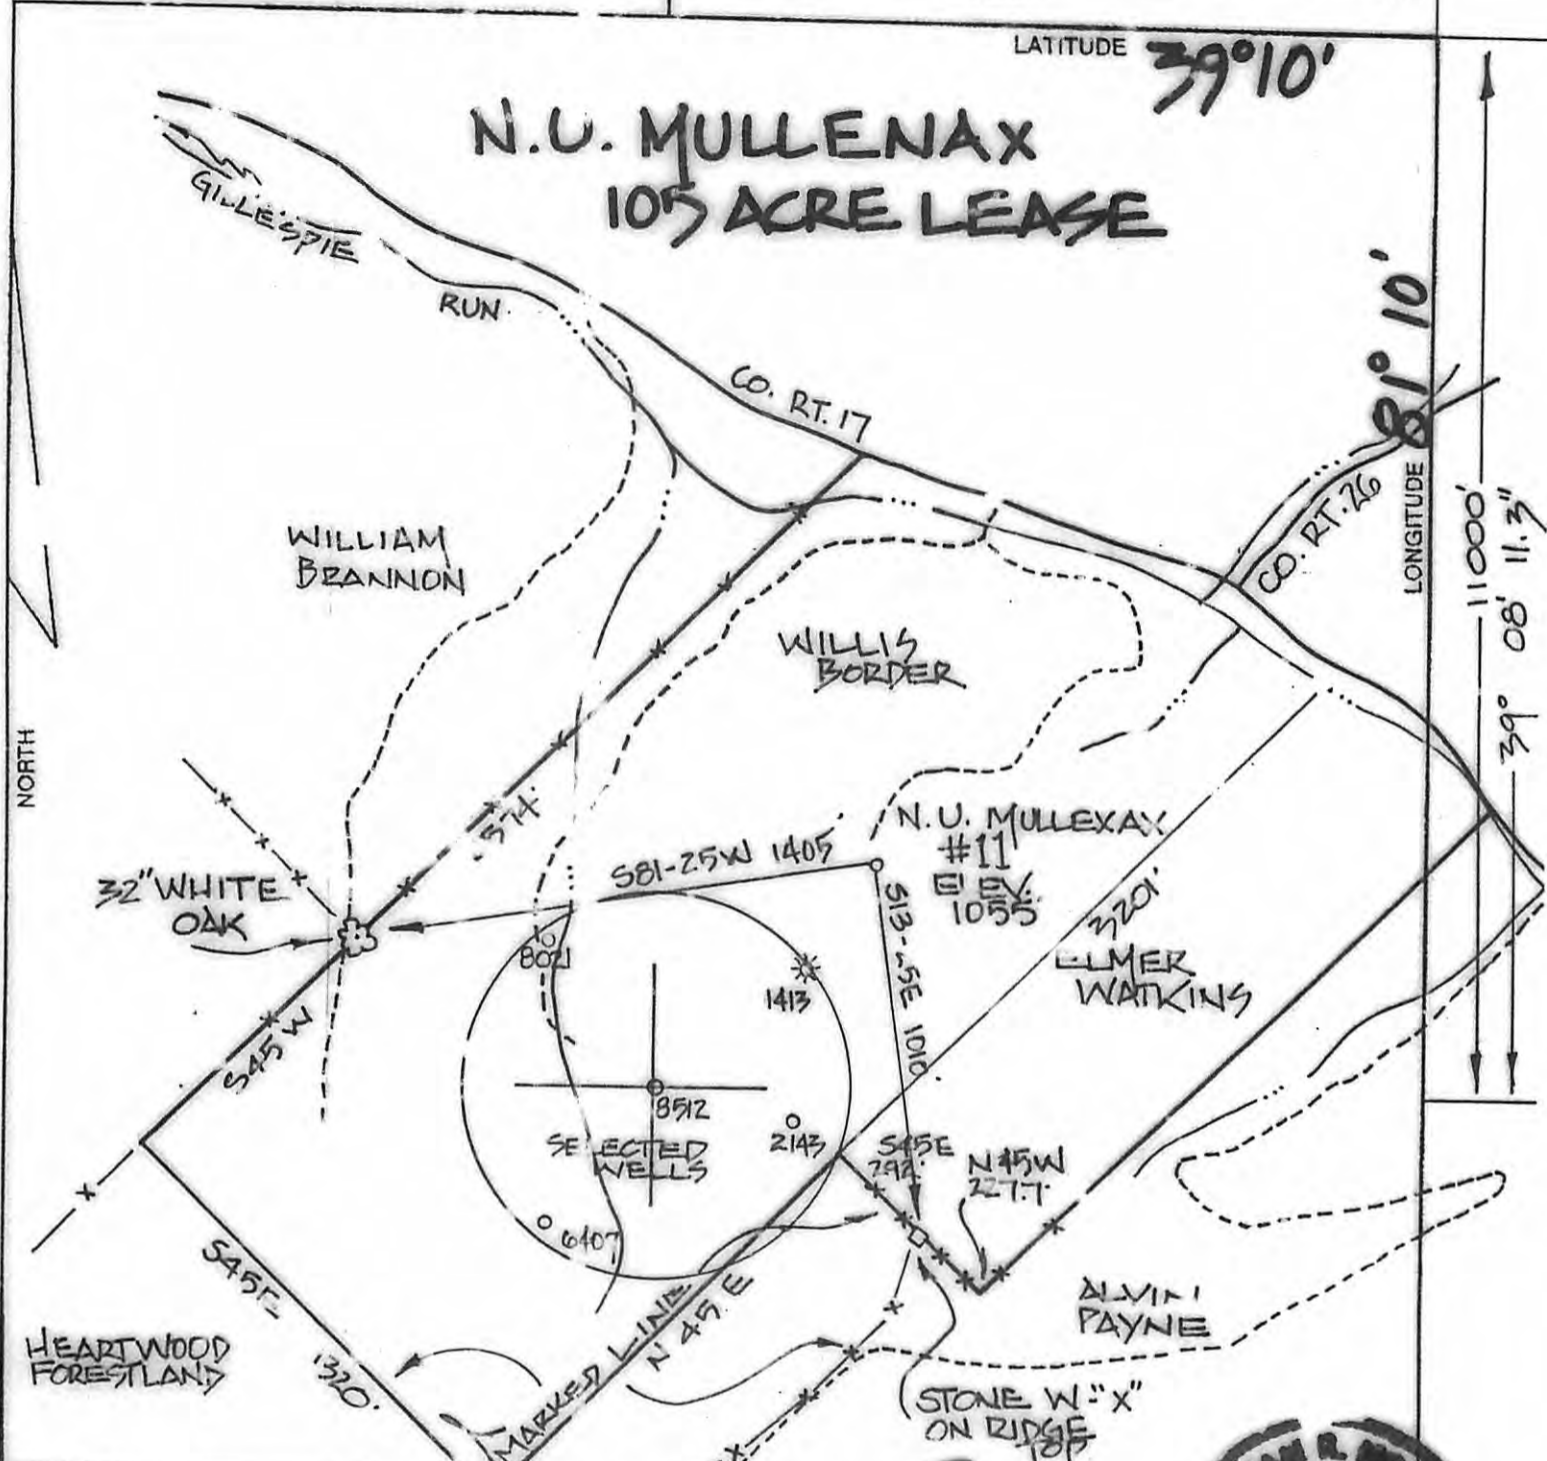 LATITUDE 39°10'
N.U. MULLENAX
105 ACRE LEASE
GILLESPIE
RUN
CO. RT. 17
81° 10'
LONGITUDE
CO. RT. 26
11000'
39° 08' 11.3"
WILLIAM
BRANNON
WILLIS
BORDER
NORTH
N.U. MULLEXAX
#11
ELEV.
1055
S81-25W 1405'
32" WHITE
OAK
8021
1413
1010
3201'
ELMER
WATKINS
S45W
8512
SELECTED
WELLS
2143
S45E
292.
N45W
227.7
6407
S45E
1320.
HEARTWOOD
FORESTLAND
MARKED LINE
N 45 E
ALVIN
PAYNE
STONE W. "X"
ON RIDGE